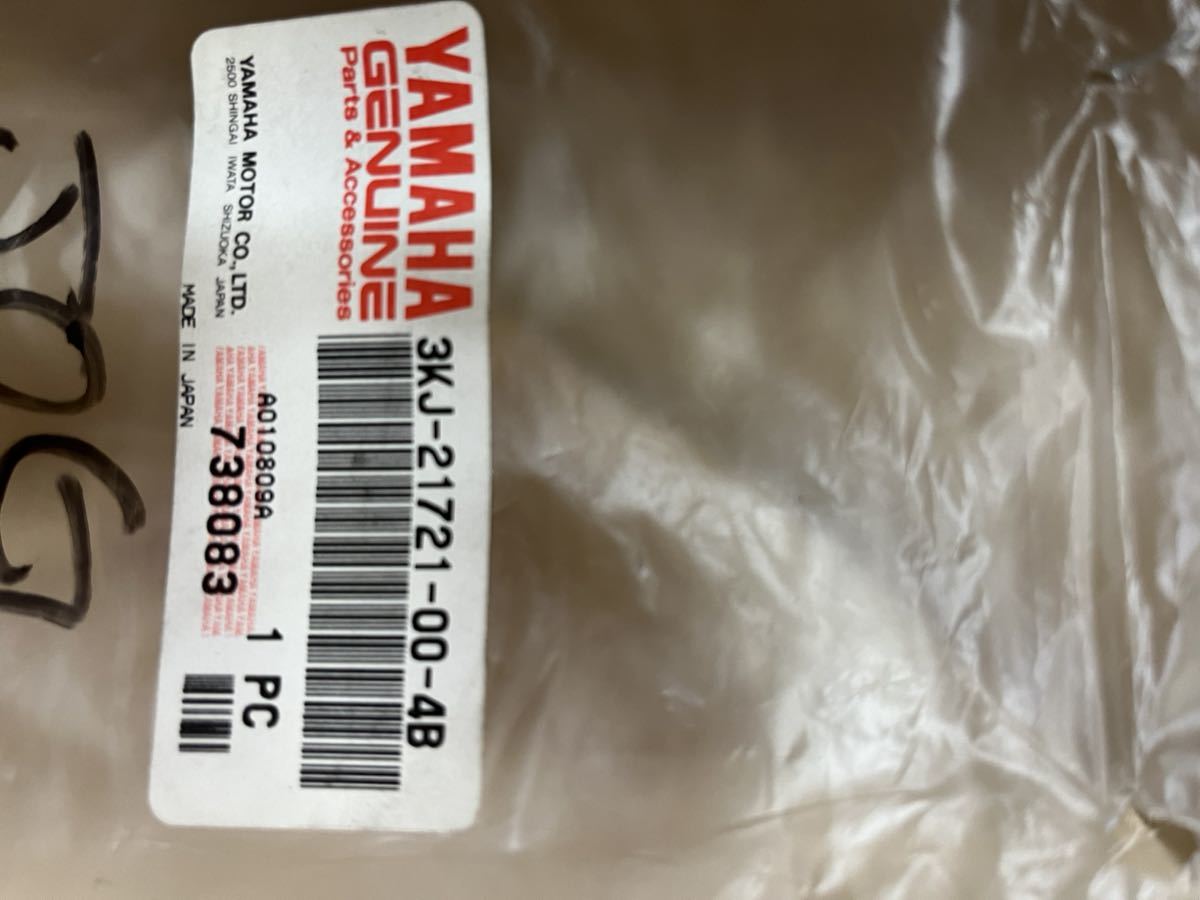 YAMAHA
GENUINE
Parts & Accessories
3KJ-21721-00-4B
YAMAHA MOTOR CO., LTD.
2500 SHINGAI IWATA SHIZUOKA JAPAN
MADE IN JAPAN
A010809A
738083
1 PC